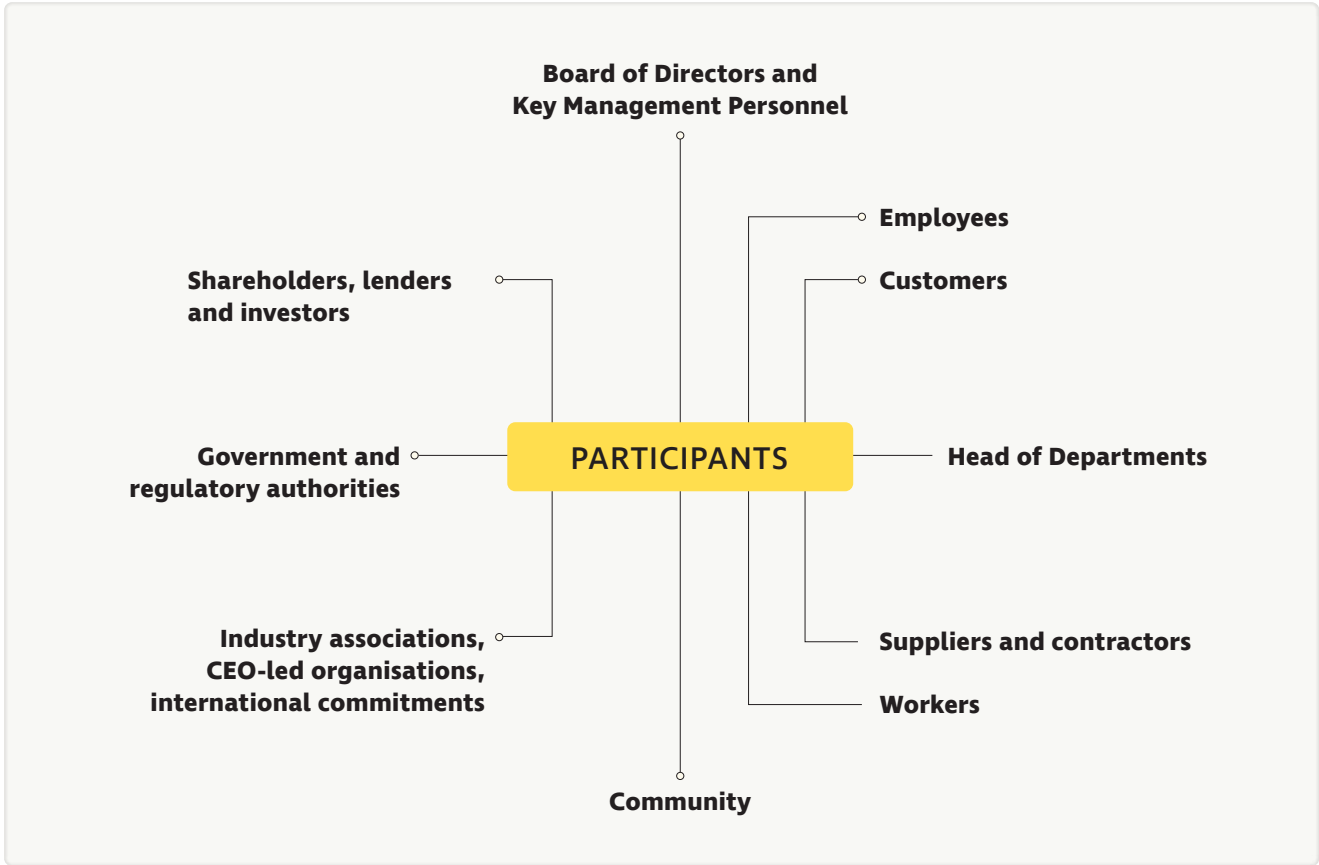 Board of Directors and
Key Management Personnel
Employees
Shareholders, lenders
and investors
Customers
Government and
regulatory authorities
PARTICIPANTS
Head of Departments
Industry associations,
CEO-led organisations,
international commitments
Suppliers and contractors
Workers
Community